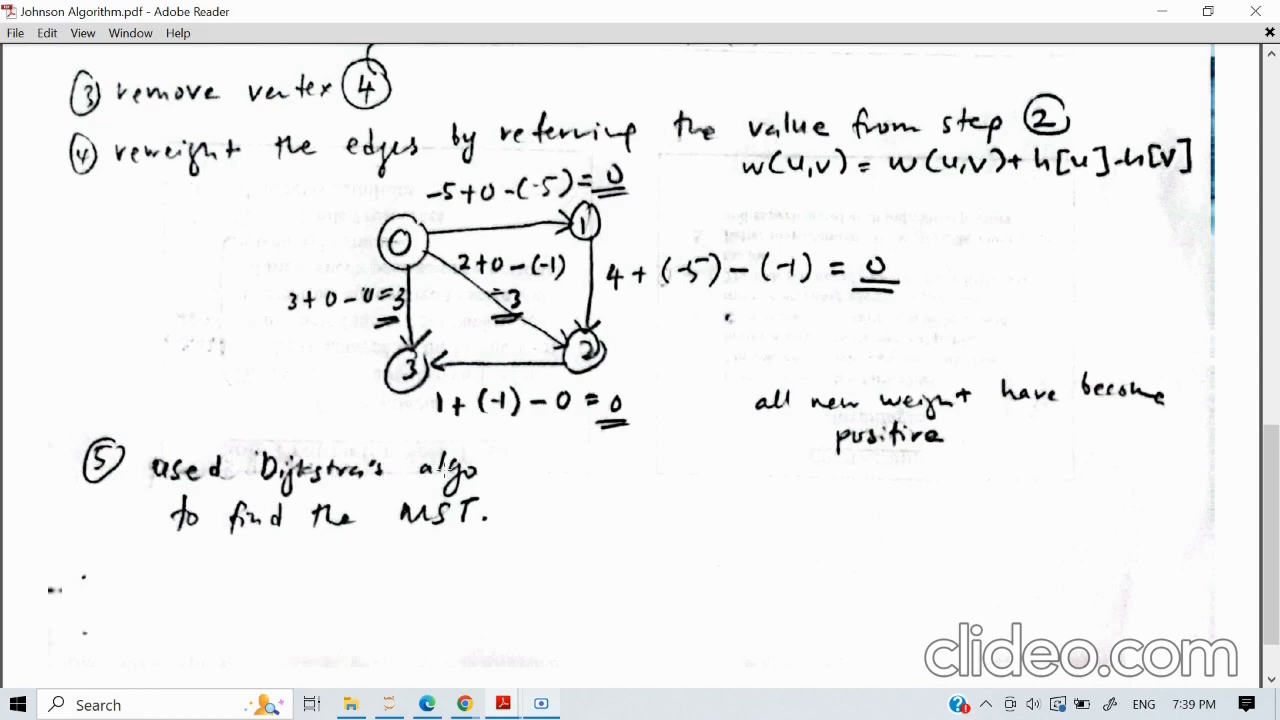 Johnson Algorithm.pdf - Adobe Reader
File Edit View Window Help
③ remove vertex ④
④ reweight the edges by referring the value from step ②
w(u,v) = w(u,v) + h[u] - h[v]
-5+0-(-5)=0
0
1
2+0-(-1)
=3
4+(-5)-(-1)=0
3+0-0=3
3
2
1+(-1)-0=0
all new weight have become
positive
⑤ used Dijkstra's algo
to find the MST.
clideo.com
Search
ENG 7:39 PM